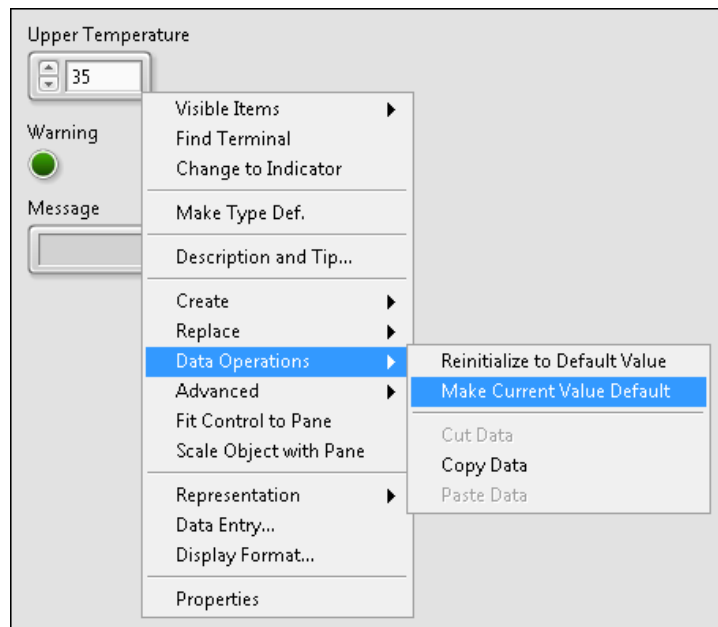 Upper Temperature
35
Warning
Message
Visible Items
Find Terminal
Change to Indicator
Make Type Def.
Description and Tip...
Create
Replace
Data Operations
Advanced
Fit Control to Pane
Scale Object with Pane
Representation
Data Entry...
Display Format...
Properties
Reinitialize to Default Value
Make Current Value Default
Cut Data
Copy Data
Paste Data